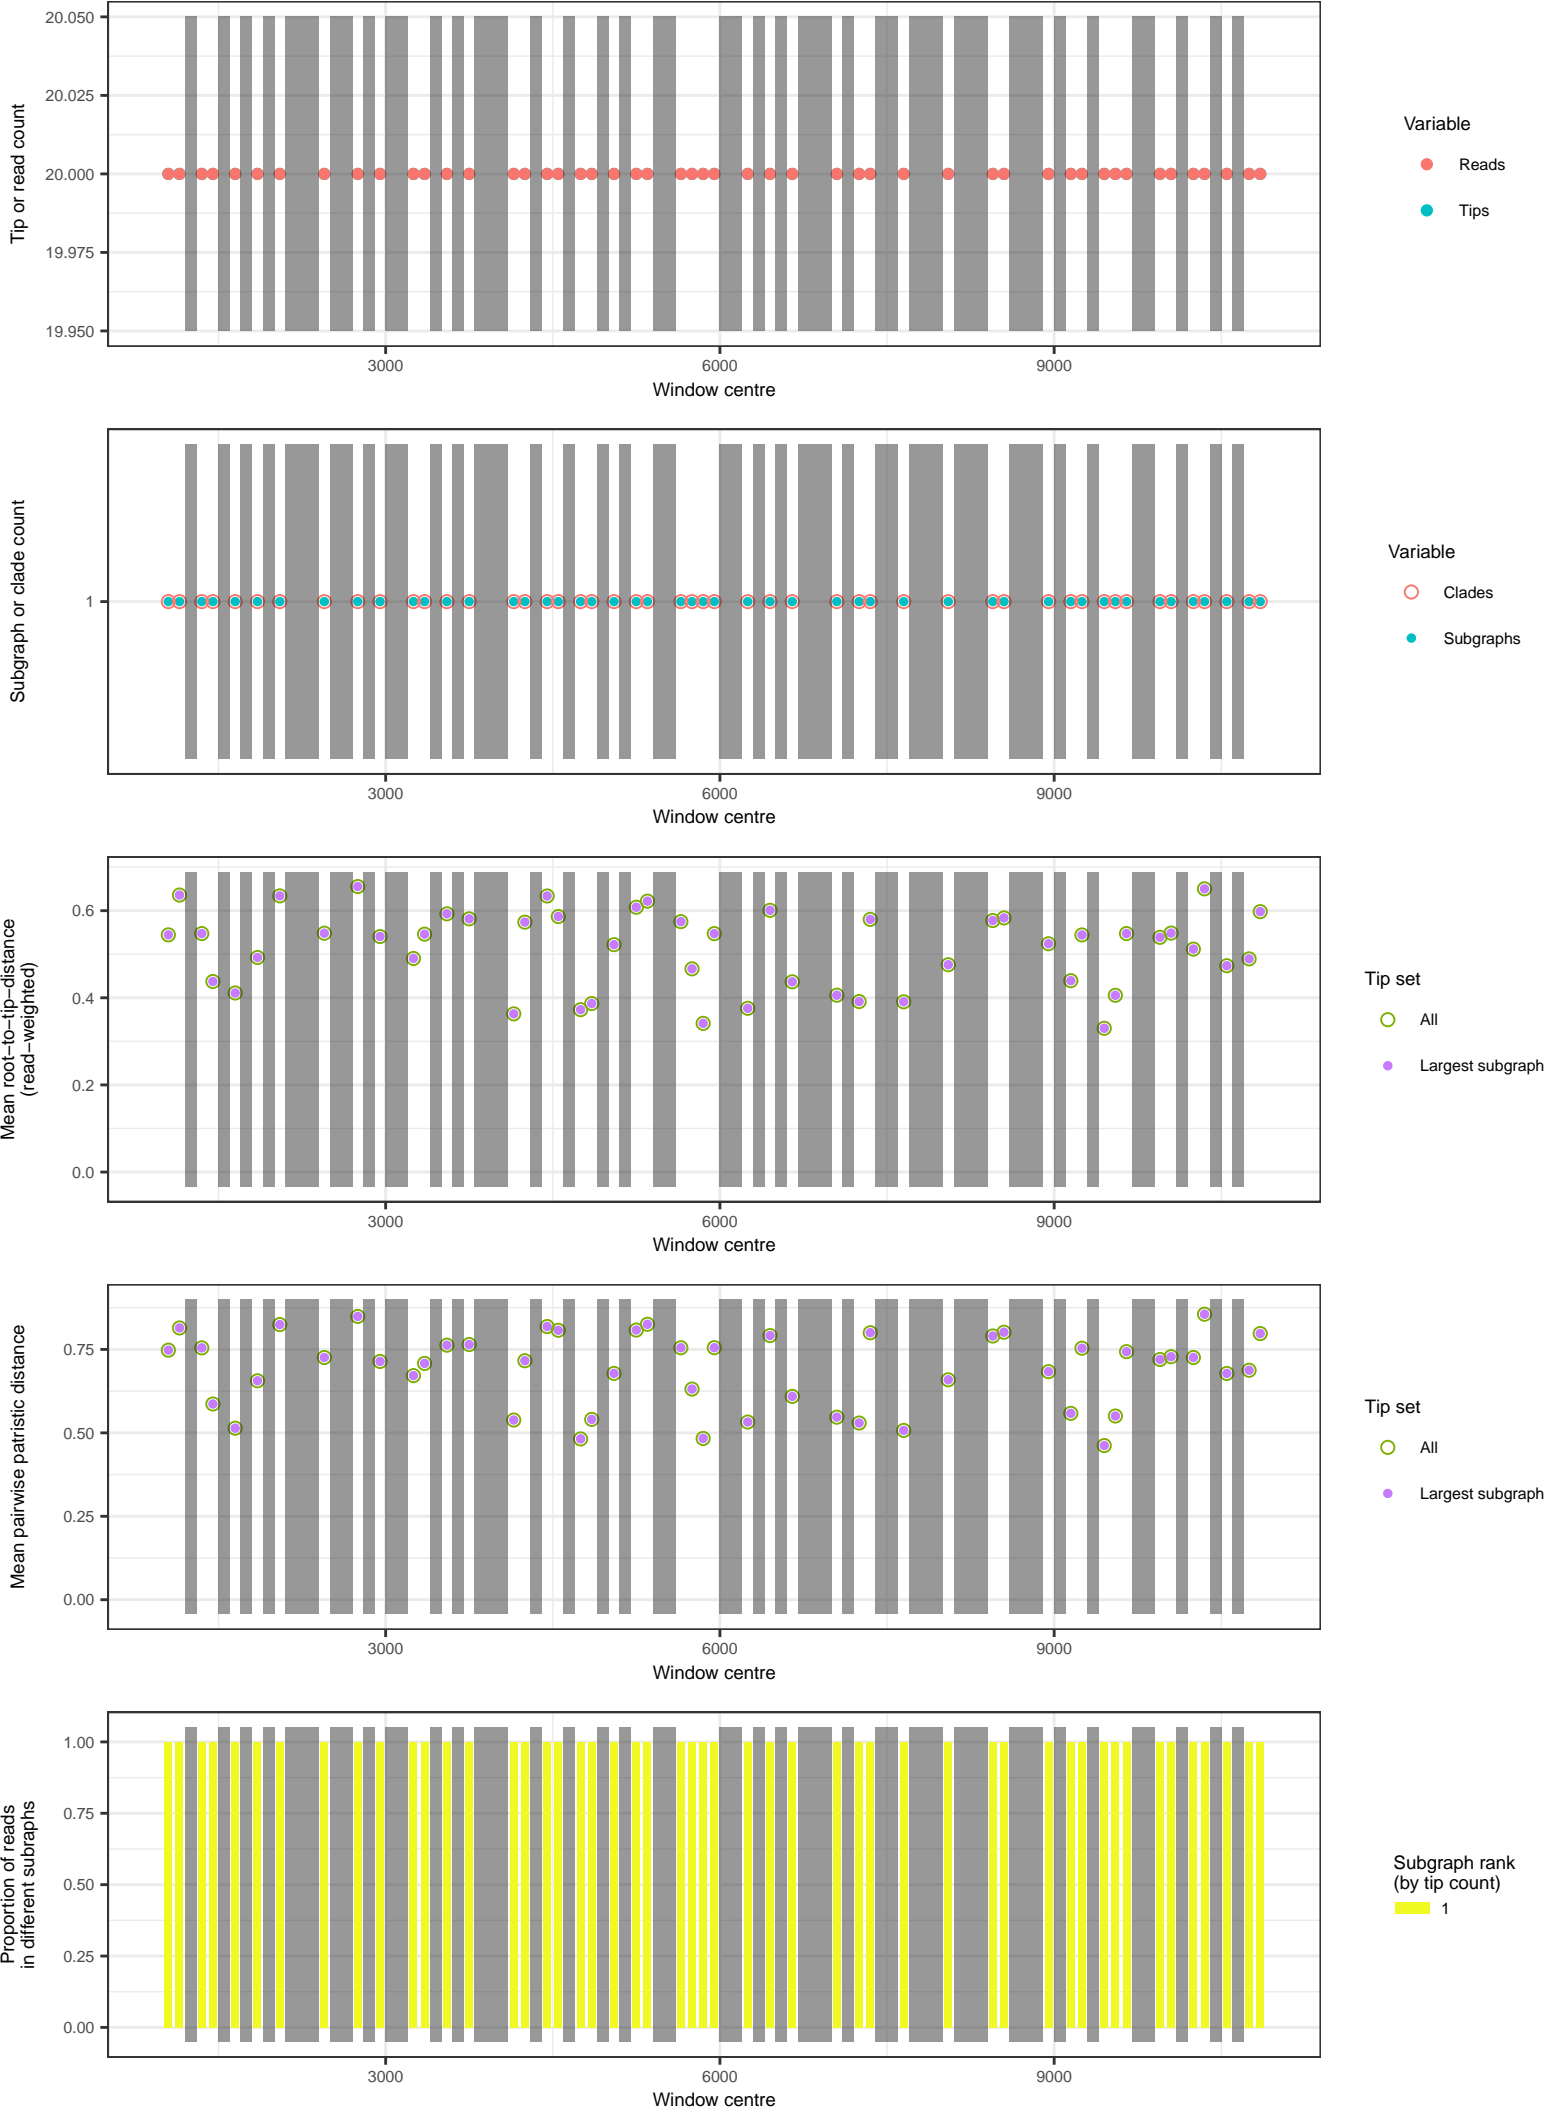 20.050
20.025
20.000
19.975
19.950
Tip or read count
3000 6000 9000
Window centre
Variable
Reads
Tips
1
Subgraph or clade count
3000 6000 9000
Window centre
Variable
Clades
Subgraphs
0.6
0.4
0.2
0.0
Mean root−to−tip−distance
(read−weighted)
3000 6000 9000
Window centre
Tip set
All
Largest subgraph
0.75
0.50
0.25
0.00
Mean pairwise patristic distance
3000 6000 9000
Window centre
Tip set
All
Largest subgraph
1.00
0.75
0.50
0.25
0.00
Proportion of reads
in different subraphs
3000 6000 9000
Window centre
Subgraph rank
(by tip count)
1